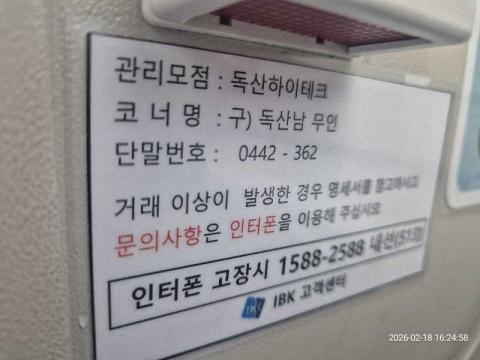 관리모점 : 독산하이테크
코 너 명 : 구) 독산남 무인
단말번호 : 0442 - 362
거래 이상이 발생한 경우 명세서를 참고하시고
문의사항은 인터폰을 이용해 주십시요
인터폰 고장시 1588-2588 내선(513)
IBK 고객센터
2026-02-18 16:24:58